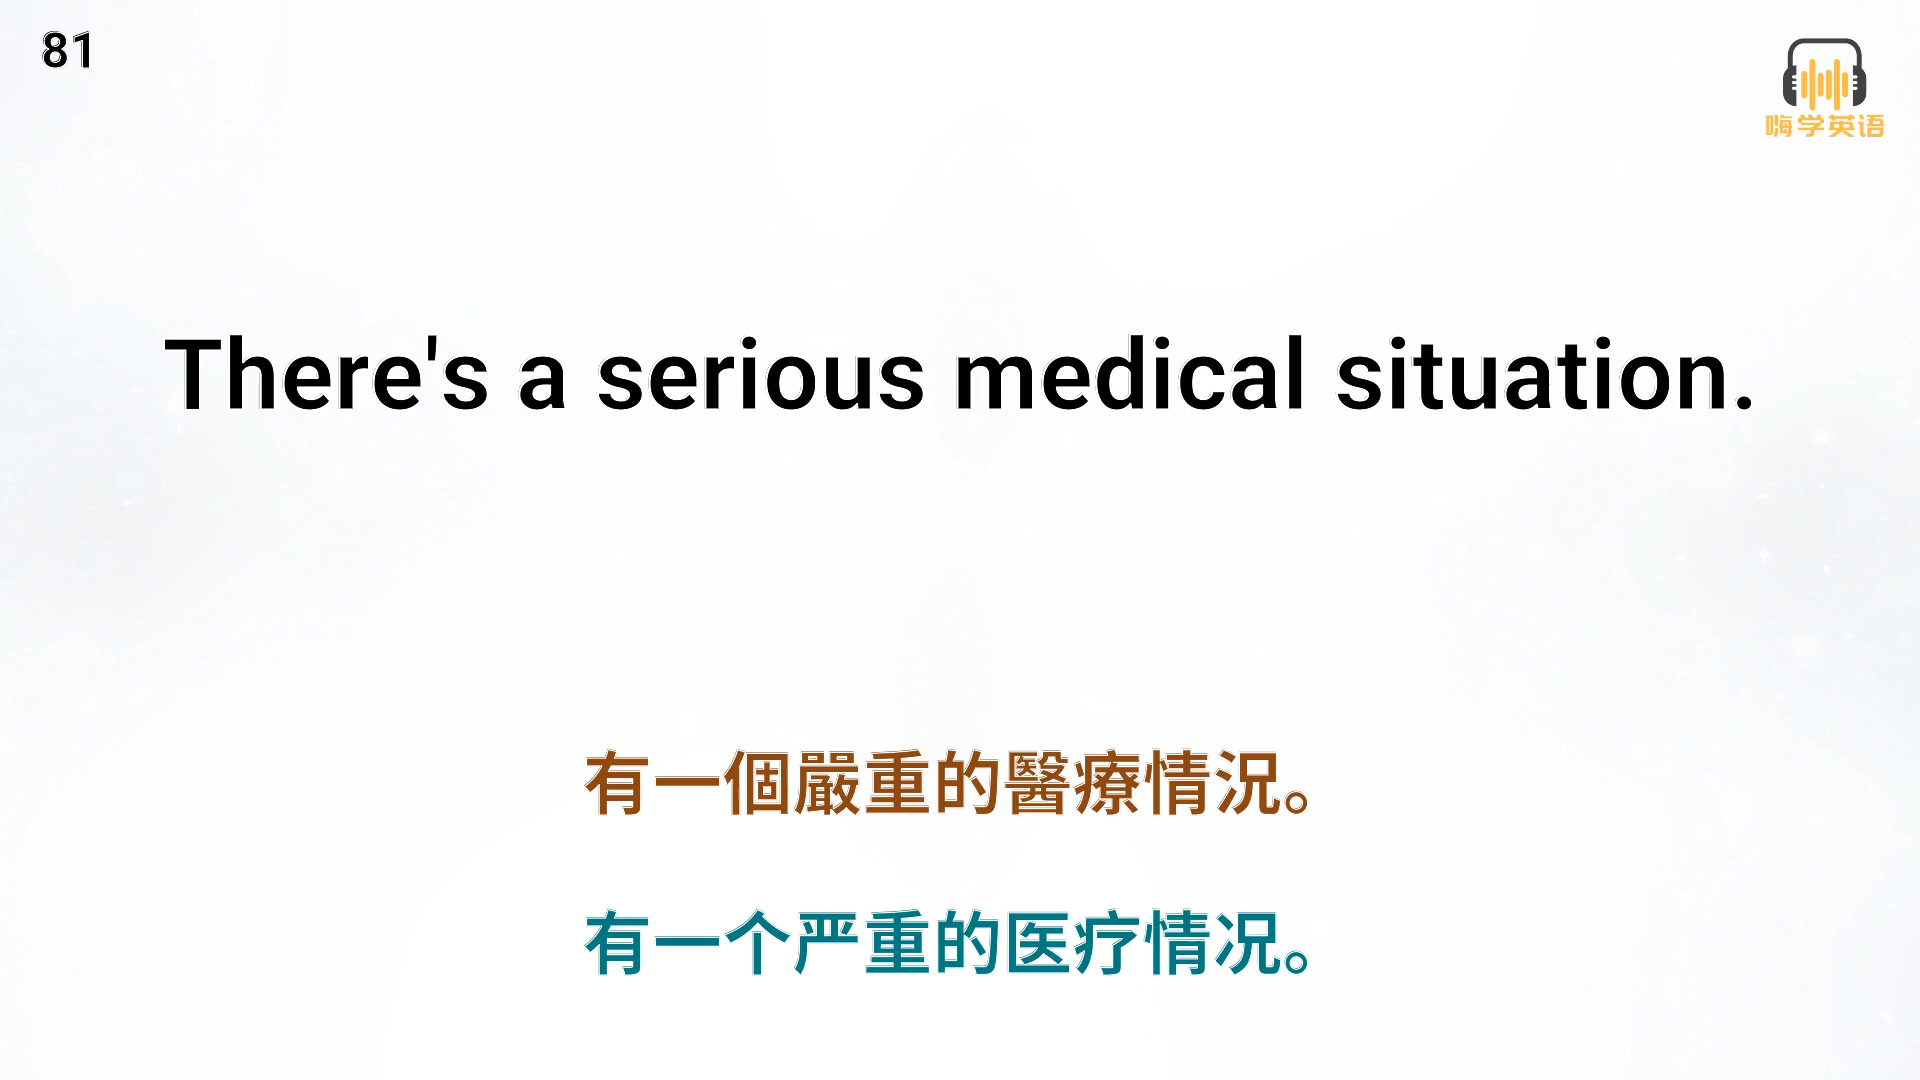 81
嗨学英语
There's a serious medical situation.
有一個嚴重的醫療情況。
有一个严重的医疗情况。